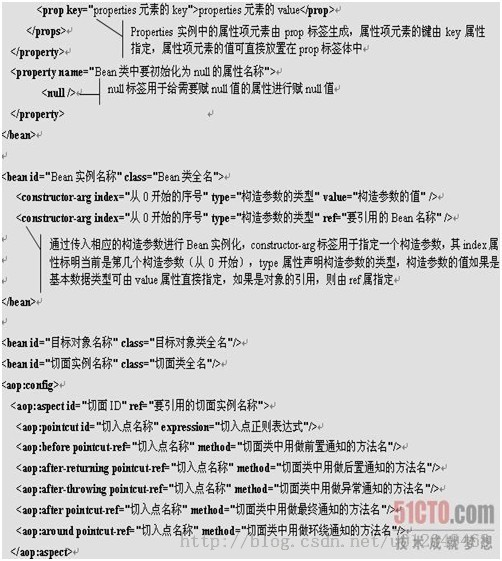 <prop key="properties 元素的 key">properties 元素的 value</prop>
</props>
Properties 实例中的属性项元素由 prop 标签生成，属性项元素的键由 key 属性
指定，属性项元素的值可直接放置在 prop 标签体中
</property>
<property name="Bean 类中要初始化为 null 的属性名称">
<null />
null 标签用于给需要赋 null 值的属性进行赋 null 值
</property>
</bean>
<bean id="Bean 实例名称" class="Bean 类全名">
<constructor-arg index="从 0 开始的序号" type="构造参数的类型" value="构造参数的值" />
<constructor-arg index="从 0 开始的序号" type="构造参数的类型" ref="要引用的 Bean 名称" />
通过传入相应的构造参数进行 Bean 实例化，constructor-arg 标签用于指定一个构造参数，其 index 属
性标明当前是第几个构造参数（从 0 开始），type 属性声明构造参数的类型，构造参数的值如果是
基本数据类型可由 value 属性直接指定，如果是对象的引用，则由 ref 属指定
</bean>
<bean id="目标对象名称" class="目标对象类全名"/>
<bean id="切面实例名称" class="切面类全名"/>
<aop:config>
<aop:aspect id="切面 ID" ref="要引用的切面实例名称">
<aop:pointcut id="切入点名称" expression="切入点正则表达式"/>
<aop:before pointcut-ref="切入点名称" method="切面类中用做前置通知的方法名"/>
<aop:after-returning pointcut-ref="切入点名称" method="切面类中用做后置通知的方法名"/>
<aop:after-throwing pointcut-ref="切入点名称" method="切面类中用做异常通知的方法名"/>
<aop:after pointcut-ref="切入点名称" method="切面类中用做最终通知的方法名"/>
<aop:around pointcut-ref="切入点名称" method="切面类中用做环绕通知的方法名"/>
</aop:aspect>
51CTO.com
技术成就梦想